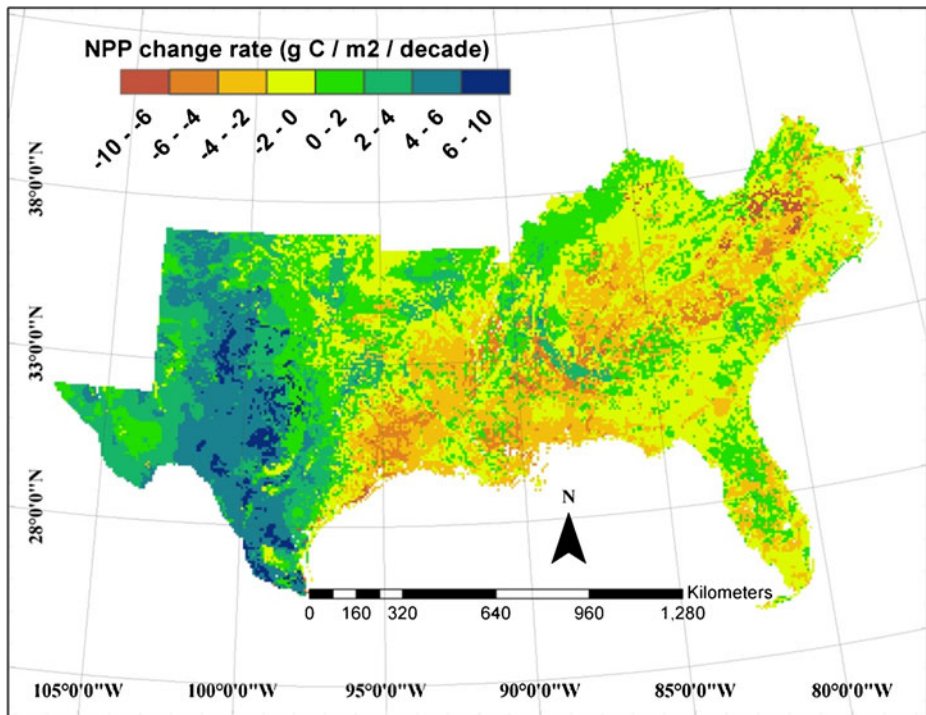 NPP change rate (g C / m2 / decade)
-10 - -6
-6 - -4
-4 - -2
-2 - 0
0 - 2
2 - 4
4 - 6
6 - 10
38°0'0"N
33°0'0"N
28°0'0"N
N
Kilometers
0 160 320 640 960 1,280
105°0'0"W 100°0'0"W 95°0'0"W 90°0'0"W 85°0'0"W 80°0'0"W